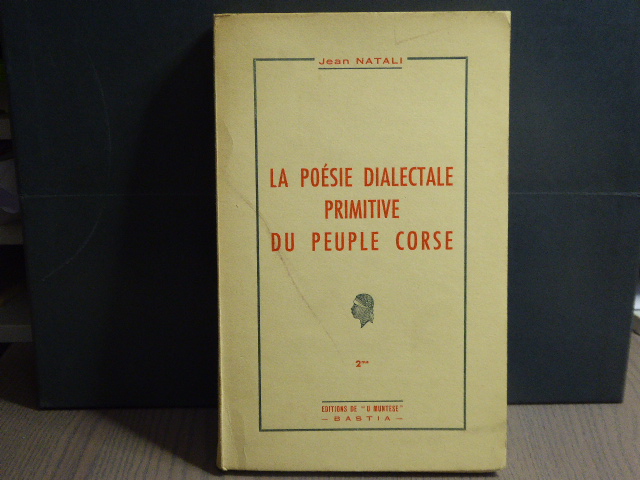 Jean NATALI
LA POÉSIE DIALECTALE
PRIMITIVE
DU PEUPLE CORSE
2me
EDITIONS DE "U MUNTESE"
— BASTIA —